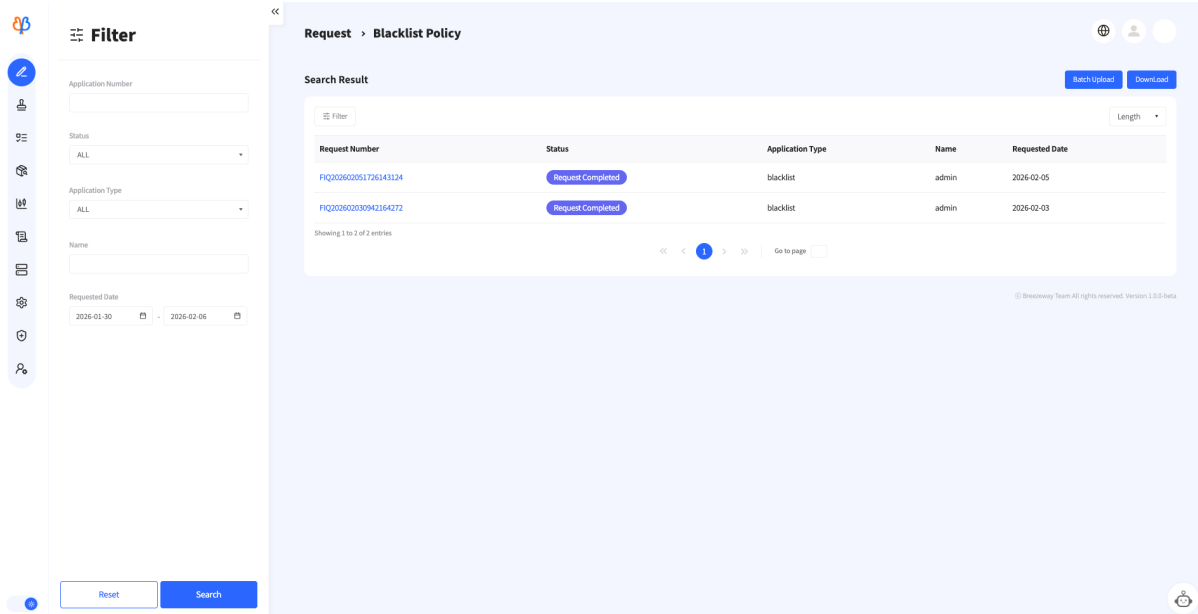 Filter
Application Number
Status
ALL
Application Type
ALL
Name
Requested Date
2026-01-30 - 2026-02-06
Reset Search
Request > Blacklist Policy
Search Result
Batch Upload DownLoad
Filter Length
Request Number Status Application Type Name Requested Date
FIQ202602051726143124 Request Completed blacklist admin 2026-02-05
FIQ202602030942164272 Request Completed blacklist admin 2026-02-03
Showing 1 to 2 of 2 entries
1 Go to page
ⓒ Breezeway Team All rights reserved. Version 1.0.0-beta